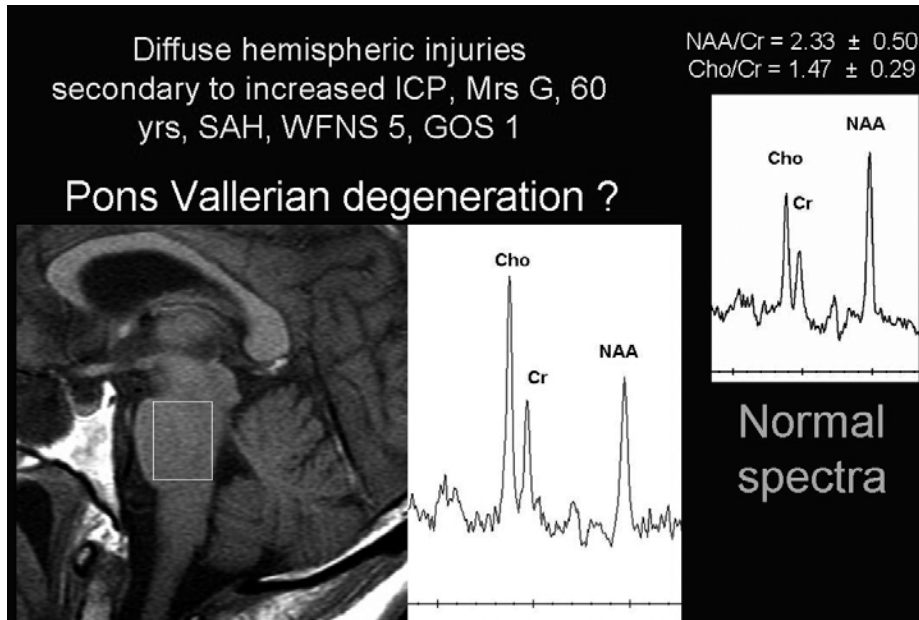 Diffuse hemispheric injuries
secondary to increased ICP, Mrs G, 60
yrs, SAH, WFNS 5, GOS 1
Pons Vallerian degeneration ?
Cho
Cr
NAA
NAA/Cr = 2.33 ± 0.50
Cho/Cr = 1.47 ± 0.29
NAA
Cho
Cr
Normal
spectra